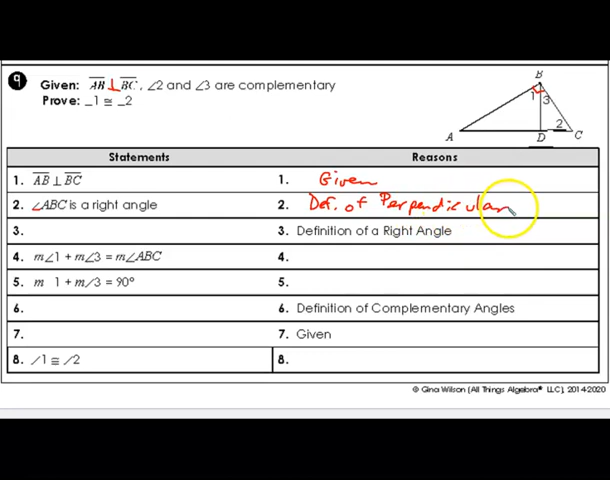 9 Given: AB ⊥ BC, ∠2 and ∠3 are complementary
Prove: _1 ≅ _2
B
1 3
2
A D C
Statements Reasons
1. AB ⊥ BC 1. Given
2. ∠ABC is a right angle 2. Def. of Perpendicular
3. 3. Definition of a Right Angle
4. m∠1 + m∠3 = m∠ABC 4.
5. m 1 + m/3 = 90° 5.
6. 6. Definition of Complementary Angles
7. 7. Given
8. ∕1 ≅ ∕2 8.
© Gina Wilson (All Things Algebra® LLC), 2014-2020